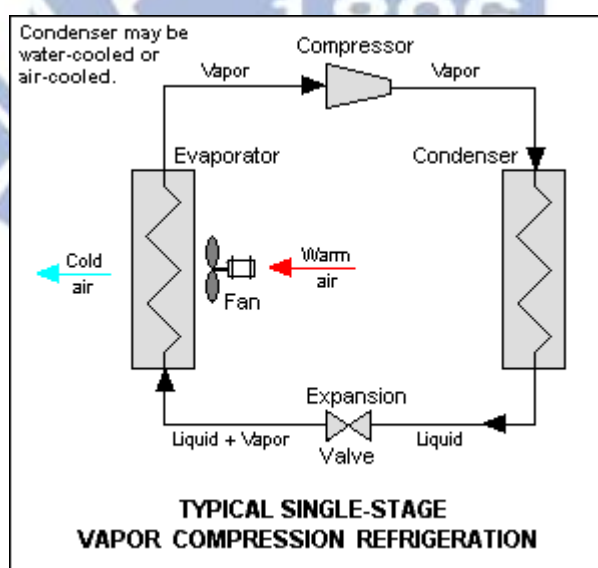 1896
Condenser may be
water-cooled or
air-cooled.
Compressor
Vapor
Vapor
Evaporator
Condenser
Cold
air
Warm
air
Fan
Expansion
Valve
Liquid + Vapor
Liquid
TYPICAL SINGLE-STAGE
VAPOR COMPRESSION REFRIGERATION